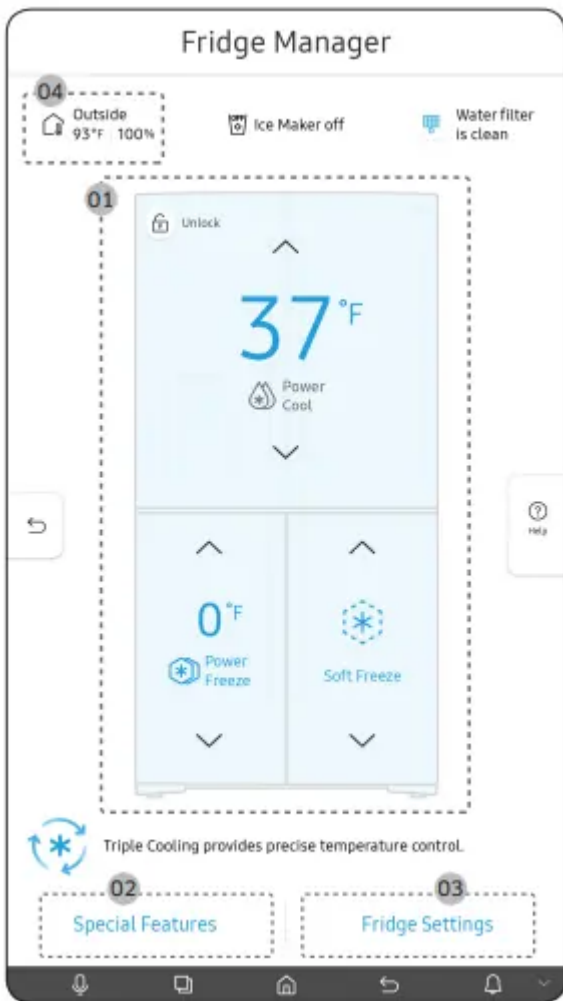 Fridge Manager
04
Outside
93°F 100%
Ice Maker off
Water filter
is clean
01
Unlock
37°F
Power
Cool
Help
0°F
Power
Freeze
Soft Freeze
Triple Cooling provides precise temperature control.
02
03
Special Features
Fridge Settings